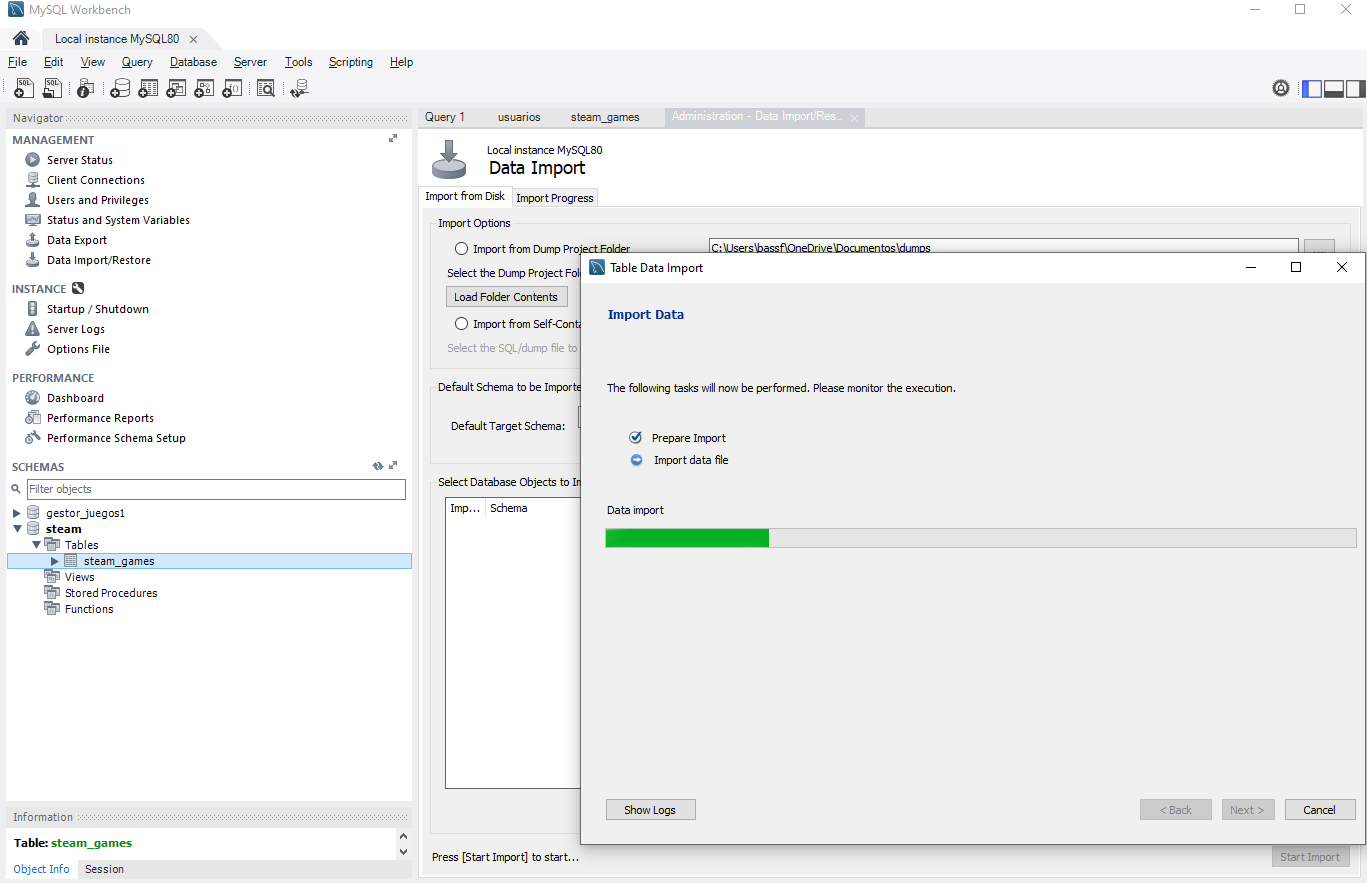 MySQL Workbench
Local instance MySQL80
File Edit View Query Database Server Tools Scripting Help
Navigator
MANAGEMENT
Server Status
Client Connections
Users and Privileges
Status and System Variables
Data Export
Data Import/Restore
INSTANCE
Startup / Shutdown
Server Logs
Options File
PERFORMANCE
Dashboard
Performance Reports
Performance Schema Setup
SCHEMAS
Filter objects
gestor_juegos1
steam
Tables
steam_games
Views
Stored Procedures
Functions
Information
Table: steam_games
Object Info Session
Query 1 usuarios steam_games Administration - Data Import/Res...
Local instance MySQL80
Data Import
Import from Disk Import Progress
Import Options
Import from Dump Project Folder C:\Users\bassf\OneDrive\Documentos\dumps ...
Select the Dump Project Fol
Load Folder Contents
Import from Self-Conta
Select the SQL/dump file to
Default Schema to be Importe
Default Target Schema:
Select Database Objects to Im
Imp... Schema
Press [Start Import] to start...
Start Import
Table Data Import
Import Data
The following tasks will now be performed. Please monitor the execution.
Prepare Import
Import data file
Data import
Show Logs < Back Next > Cancel